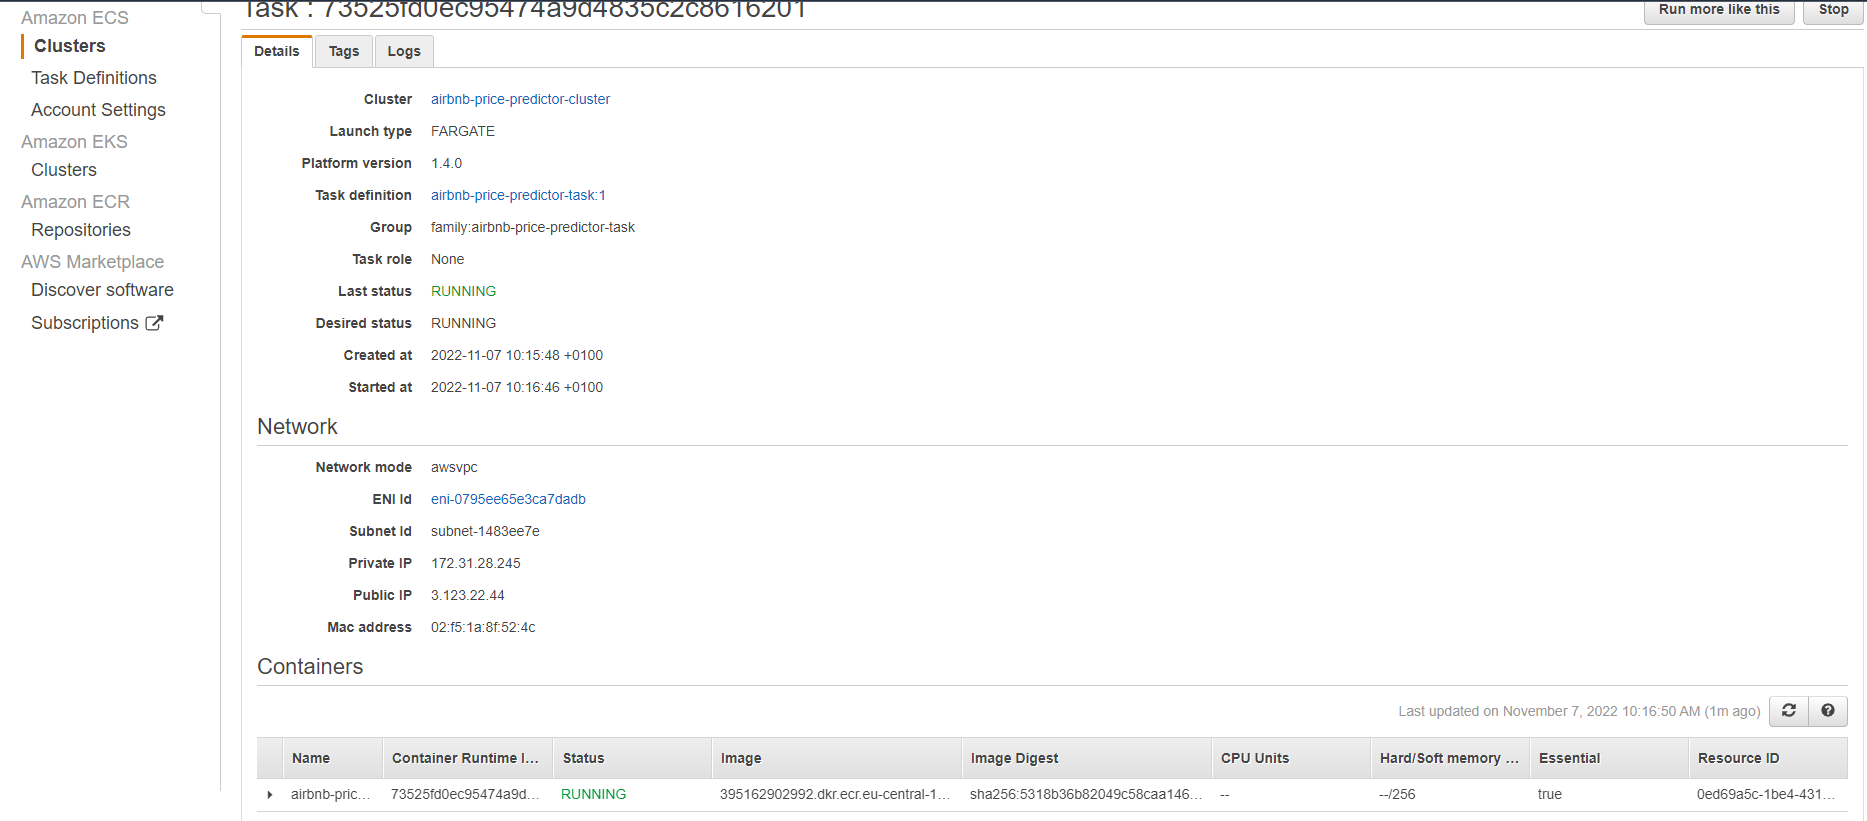 Amazon ECS
Clusters
Task Definitions
Account Settings
Amazon EKS
Clusters
Amazon ECR
Repositories
AWS Marketplace
Discover software
Subscriptions
Task : 73525fd0ec95474a9d4835c2c8616201
Run more like this Stop
Details Tags Logs
Cluster airbnb-price-predictor-cluster
Launch type FARGATE
Platform version 1.4.0
Task definition airbnb-price-predictor-task:1
Group family:airbnb-price-predictor-task
Task role None
Last status RUNNING
Desired status RUNNING
Created at 2022-11-07 10:15:48 +0100
Started at 2022-11-07 10:16:46 +0100
Network
Network mode awsvpc
ENI Id eni-0795ee65e3ca7dadb
Subnet Id subnet-1483ee7e
Private IP 172.31.28.245
Public IP 3.123.22.44
Mac address 02:f5:1a:8f:52:4c
Containers
Last updated on November 7, 2022 10:16:50 AM (1m ago)
Name Container Runtime I... Status Image Image Digest CPU Units Hard/Soft memory ... Essential Resource ID
airbnb-pric... 73525fd0ec95474a9d... RUNNING 395162902992.dkr.ecr.eu-central-1... sha256:5318b36b82049c58caa146... -- --/256 true 0ed69a5c-1be4-431...